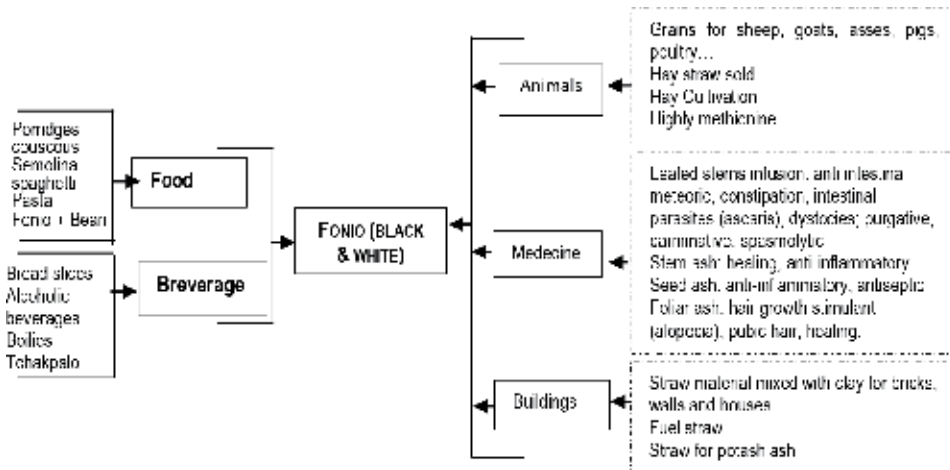 Porridges
couscous
Semolina
spaghetti
Pasta
Fonio + Bean
Food
Bread slices
Alcoholic
beverages
Boilies
Tchakpalo
Breverage
FONIO (BLACK
& WHITE)
Animals
Grains for sheep, goats, asses, pigs,
poultry…
Hay straw sold
Hay Cultivation
Highly methionine
Medecine
Leafed stems infusion, anti intestinal
meteoric, constipation, intestinal
parasites (ascaris), dystocies; purgative,
carminative, spasmolytic
Stem ash: healing, anti inflammatory
Seed ash, anti-inflammatory, antiseptic
Foliar ash, hair growth stimulant
(alopecia), pubic hair, healing.
Buildings
Straw material mixed with clay for bricks,
walls and houses
Fuel straw
Straw for potash ash